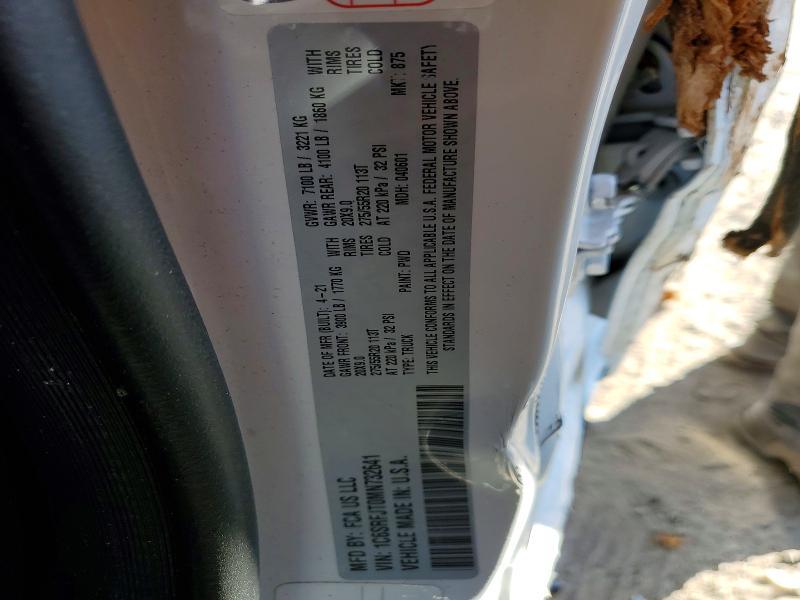 MFD BY: FCA US LLC
DATE OF MFR (BUILT): 4-21
GVWR: 7100 LB / 3221 KG
GAWR FRONT: 3900 LB / 1770 KG WITH
GAWR REAR: 4100 LB / 1860 KG WITH
20X9.0 RIMS
20X9.0 RIMS
275/55R20 113T TIRES
275/55R20 113T TIRES
AT 220 kPa / 32 PSI COLD
AT 220 kPa / 32 PSI COLD
VIN: 1C6SRFJT0MN732641
TYPE: TRUCK
PAINT: PWD
MDH: 040601
MKT: 875
VEHICLE MADE IN: U.S.A.
THIS VEHICLE CONFORMS TO ALL APPLICABLE U.S.A. FEDERAL MOTOR VEHICLE SAFETY
STANDARDS IN EFFECT ON THE DATE OF MANUFACTURE SHOWN ABOVE.